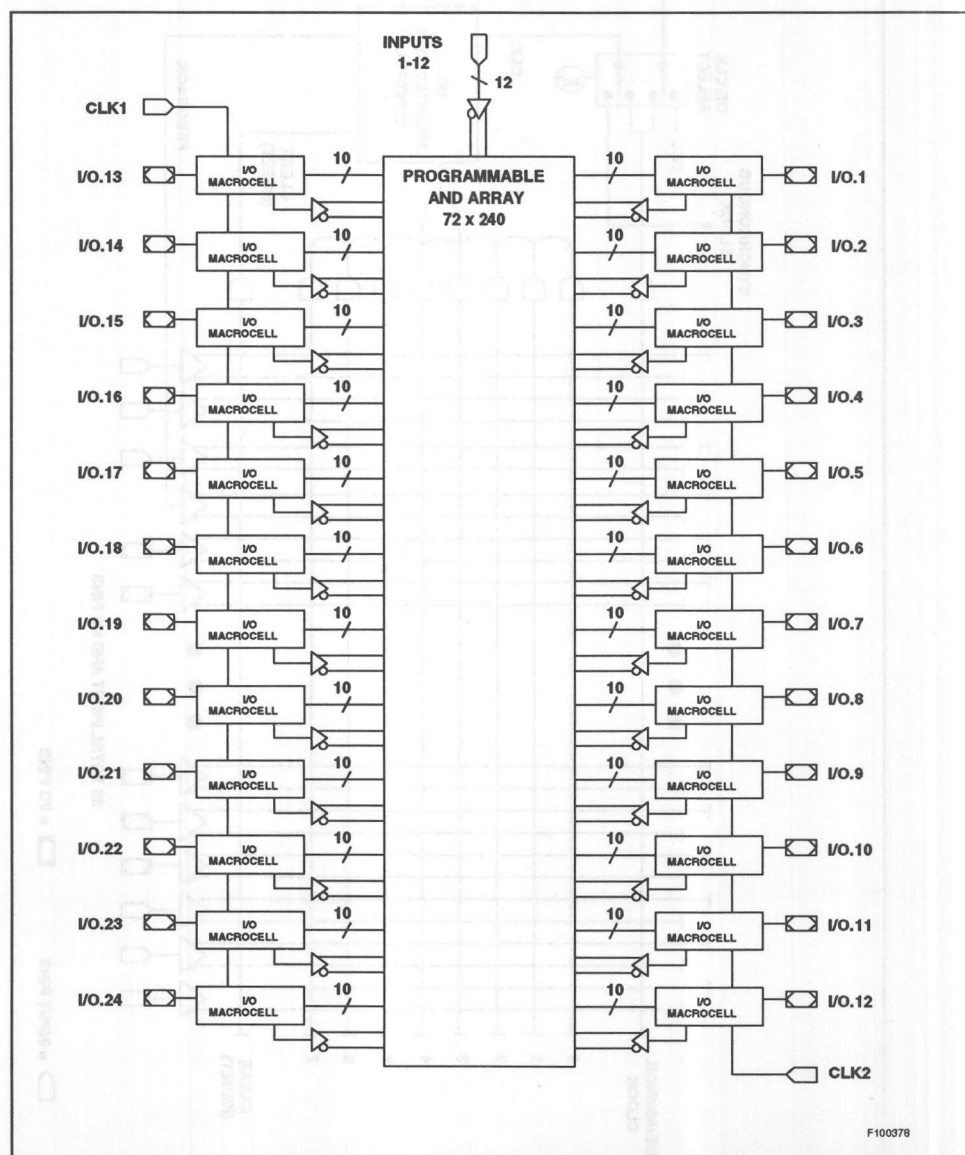 INPUTS
1-12
12
CLK1
I/O.13
I/O
MACROCELL
10
PROGRAMMABLE
AND ARRAY
72 x 240
10
I/O
MACROCELL
I/O.1
I/O.14
I/O
MACROCELL
10
10
I/O
MACROCELL
I/O.2
I/O.15
I/O
MACROCELL
10
10
I/O
MACROCELL
I/O.3
I/O.16
I/O
MACROCELL
10
10
I/O
MACROCELL
I/O.4
I/O.17
I/O
MACROCELL
10
10
I/O
MACROCELL
I/O.5
I/O.18
I/O
MACROCELL
10
10
I/O
MACROCELL
I/O.6
I/O.19
I/O
MACROCELL
10
10
I/O
MACROCELL
I/O.7
I/O.20
I/O
MACROCELL
10
10
I/O
MACROCELL
I/O.8
I/O.21
I/O
MACROCELL
10
10
I/O
MACROCELL
I/O.9
I/O.22
I/O
MACROCELL
10
10
I/O
MACROCELL
I/O.10
I/O.23
I/O
MACROCELL
10
10
I/O
MACROCELL
I/O.11
I/O.24
I/O
MACROCELL
10
10
I/O
MACROCELL
I/O.12
CLK2
F100376